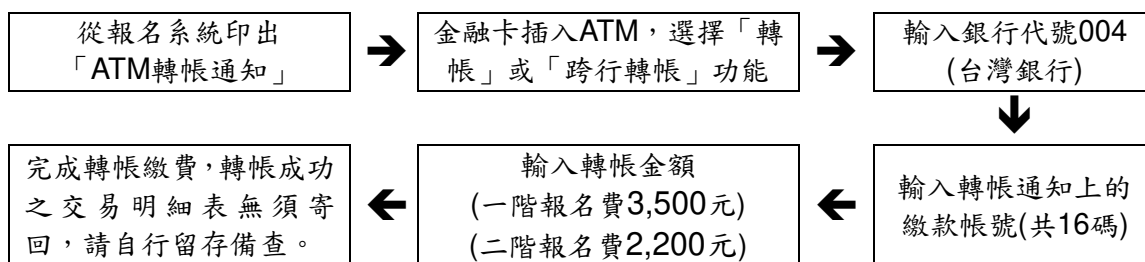 從報名系統印出
「ATM轉帳通知」
金融卡插入ATM,選擇「轉
帳」或「跨行轉帳」功能
輸入銀行代號004
(台灣銀行)
輸入轉帳通知上的
繳款帳號(共16碼)
輸入轉帳金額
(一階報名費3,500元)
(二階報名費2,200元)
完成轉帳繳費,轉帳成功
之交易明細表無須寄
回,請自行留存備查。